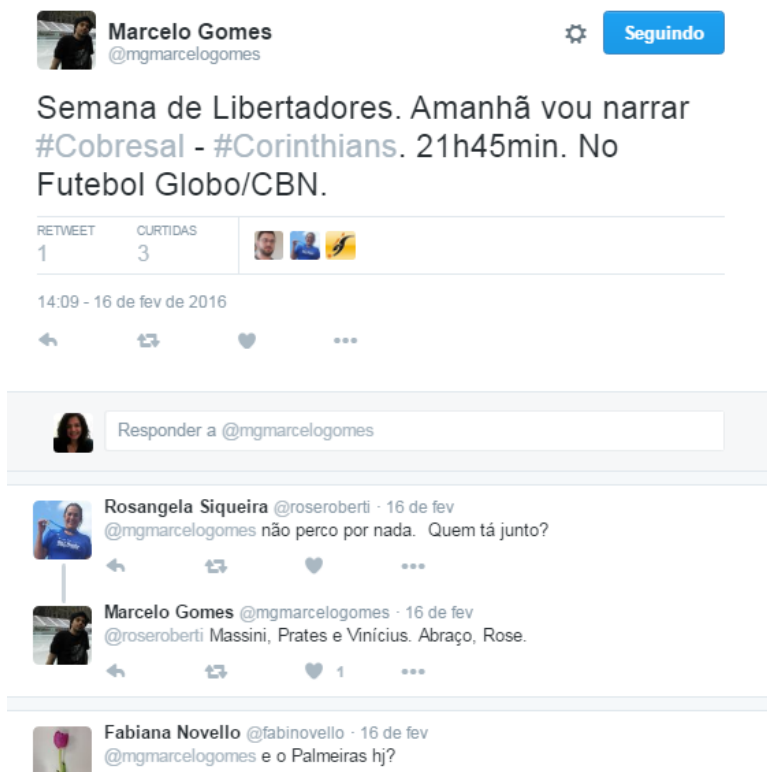 Marcelo Gomes
@mgmarcelogomes
Seguindo
Semana de Libertadores. Amanhã vou narrar
#Cobresal - #Corinthians. 21h45min. No
Futebol Globo/CBN.
RETWEET CURTIDAS
1 3
14:09 - 16 de fev de 2016
Responder a @mgmarcelogomes
Rosangela Siqueira @roseroberti · 16 de fev
@mgmarcelogomes não perco por nada. Quem tá junto?
Marcelo Gomes @mgmarcelogomes · 16 de fev
@roseroberti Massini, Prates e Vinícius. Abraço, Rose.
1
Fabiana Novello @fabinovello · 16 de fev
@mgmarcelogomes e o Palmeiras hj?